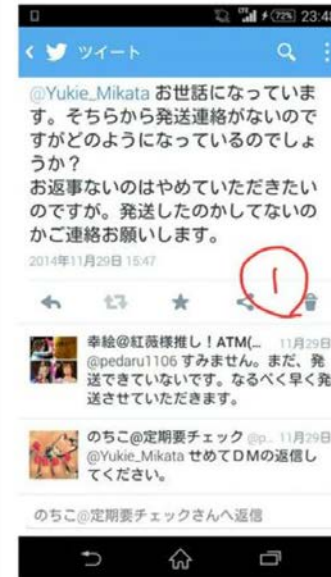 72% 23:48
ツイート
@Yukie_Mikata お世話になっていま
す。そちらから発送連絡がないので
すがどのようになっているのでしょ
うか？
お返事ないのはやめていただきたい
のですが。発送したのかしてないの
かご連絡お願いします。
2014年11月29日 15:47
1
幸絵@紅薇様推し！ATM(... 11月29日
@pedaru1106 すみません。まだ、発
送できていないです。なるべく早く発
送させていただきます。
のちこ@定期要チェック @p... 11月29日
@Yukie_Mikata せめてＤＭの返信し
てください。
のちこ@定期要チェックさんへ返信